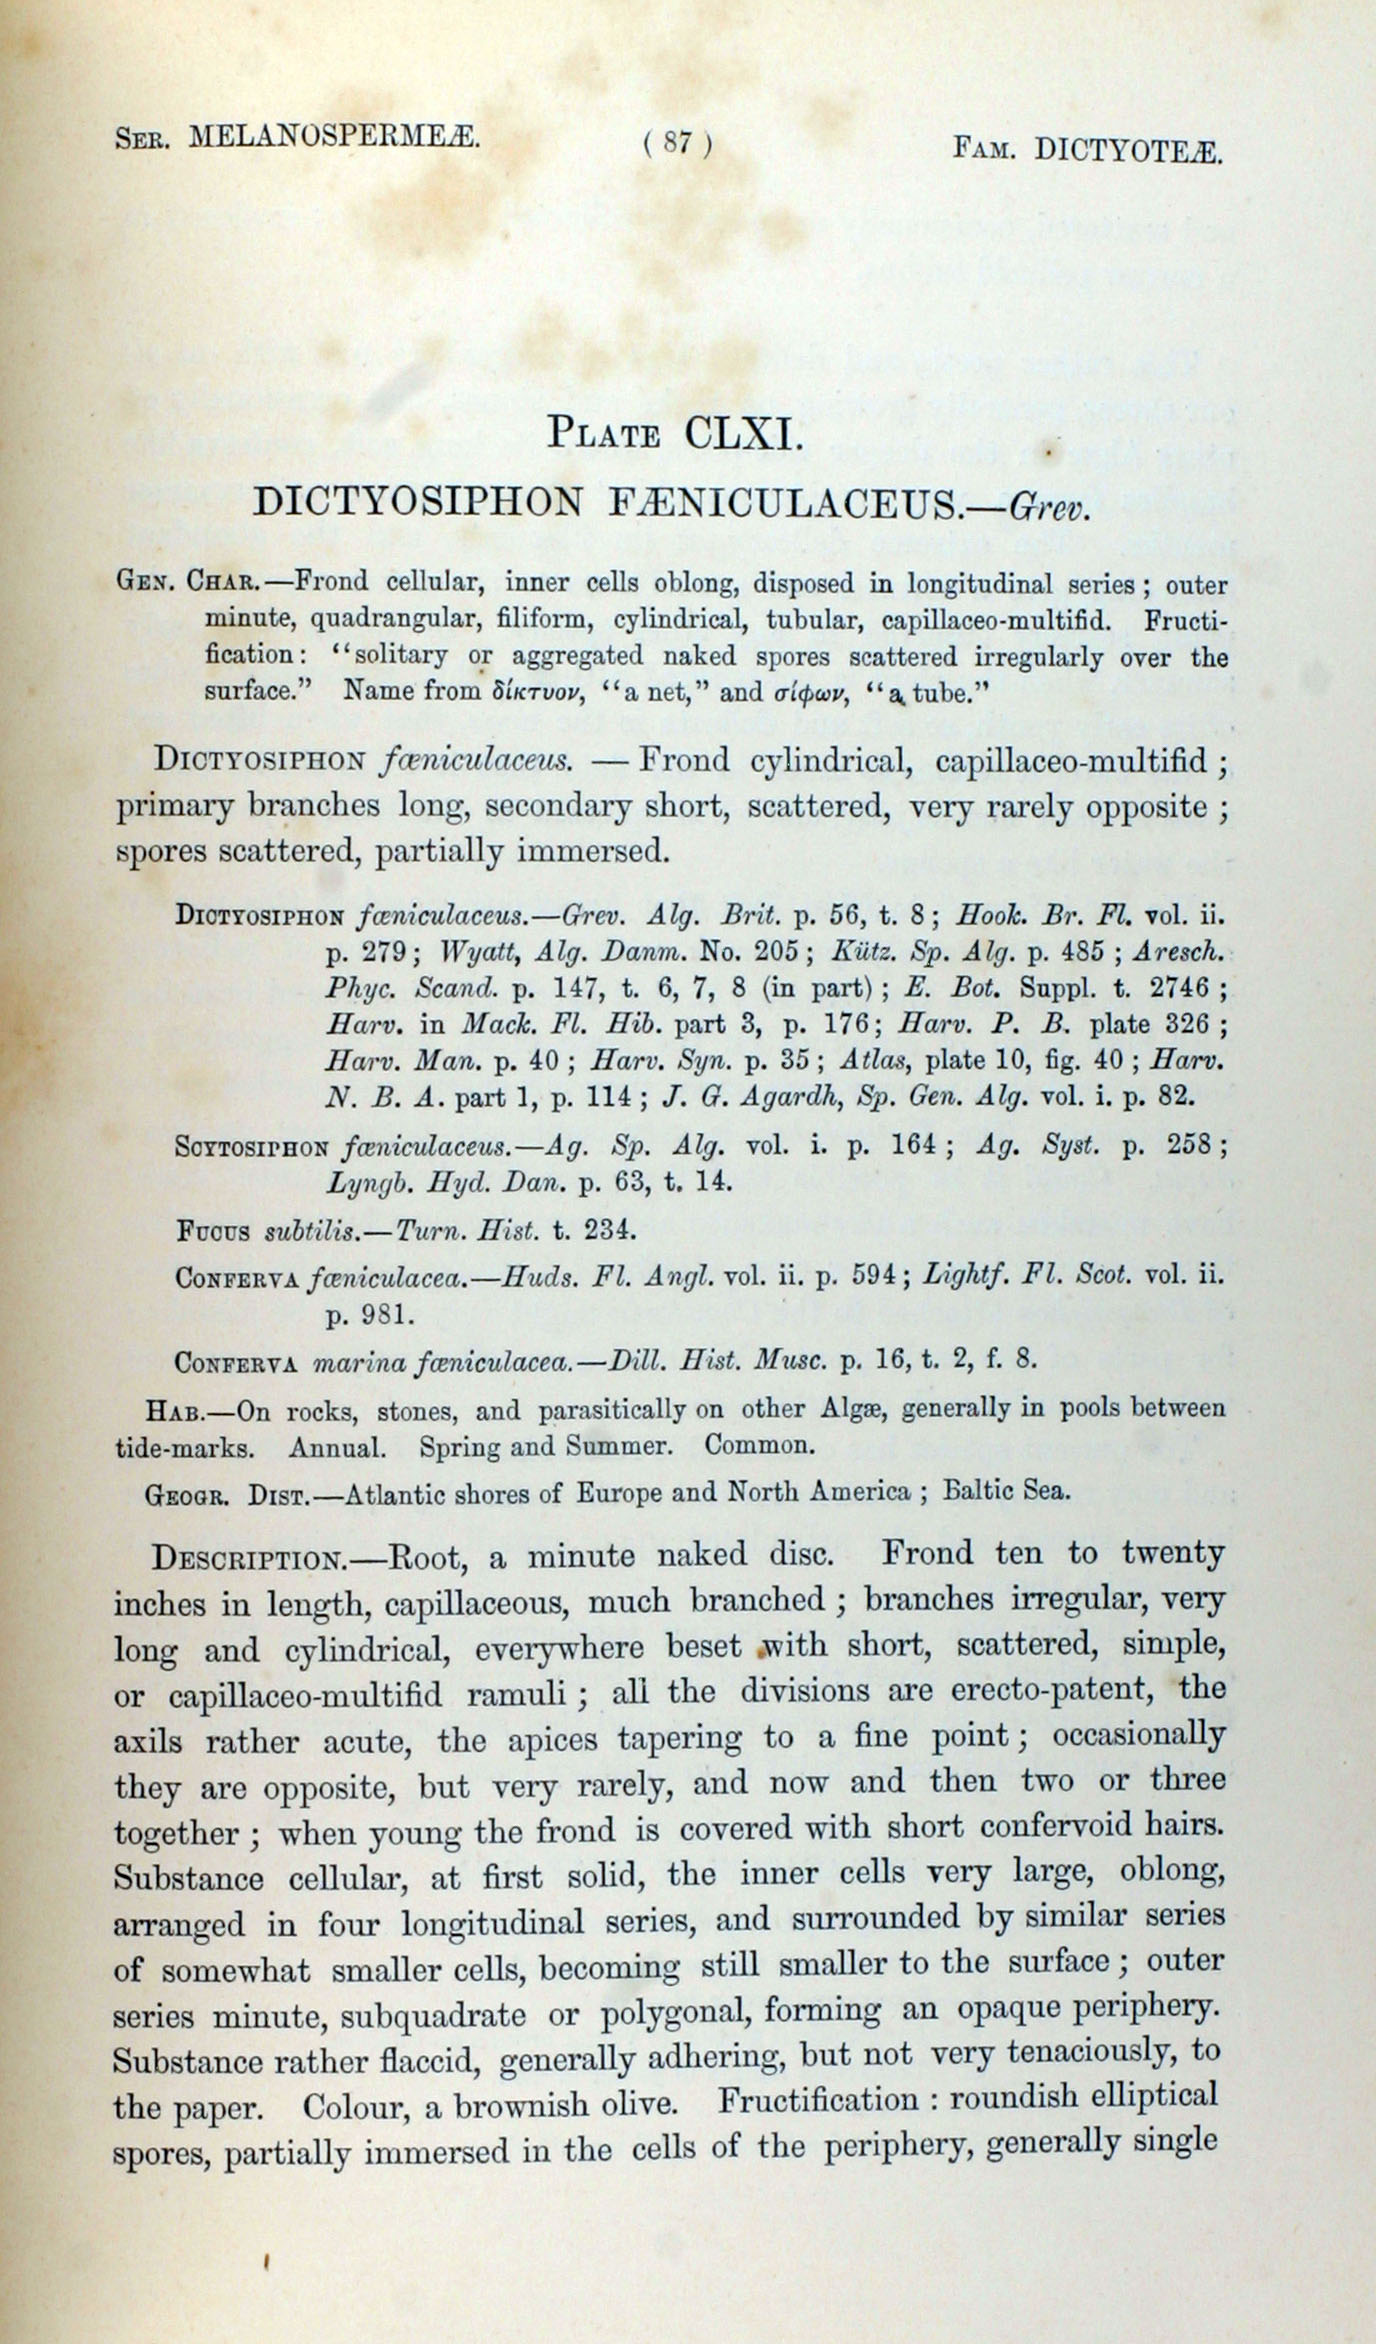 SER. MELANOSPERMEÆ. ( 87 ) FAM. DICTYOTEÆ.
PLATE CLXI.
DICTYOSIPHON FÆNICULACEUS.—Grev.
GEN. CHAR.—Frond cellular, inner cells oblong, disposed in longitudinal series ; outer
minute, quadrangular, filiform, cylindrical, tubular, capillaceo-multifid. Fructi-
fication : “solitary or aggregated naked spores scattered irregularly over the
surface.” Name from δίκτυον, “a net,” and σίφων, “a tube.”
DICTYOSIPHON fœniculaceus. — Frond cylindrical, capillaceo-multifid ;
primary branches long, secondary short, scattered, very rarely opposite ;
spores scattered, partially immersed.
DICTYOSIPHON fœniculaceus.—Grev. Alg. Brit. p. 56, t. 8 ; Hook. Br. Fl. vol. ii.
p. 279 ; Wyatt, Alg. Danm. No. 205 ; Kütz. Sp. Alg. p. 485 ; Aresch.
Phyc. Scand. p. 147, t. 6, 7, 8 (in part) ; E. Bot. Suppl. t. 2746 ;
Harv. in Mack. Fl. Hib. part 3, p. 176 ; Harv. P. B. plate 326 ;
Harv. Man. p. 40 ; Harv. Syn. p. 35 ; Atlas, plate 10, fig. 40 ; Harv.
N. B. A. part 1, p. 114 ; J. G. Agardh, Sp. Gen. Alg. vol. i. p. 82.
SCYTOSIPHON fœniculaceus.—Ag. Sp. Alg. vol. i. p. 164 ; Ag. Syst. p. 258 ;
Lyngb. Hyd. Dan. p. 63, t. 14.
FUCUS subtilis.—Turn. Hist. t. 234.
CONFERVA fœniculacea.—Huds. Fl. Angl. vol. ii. p. 594 ; Lightf. Fl. Scot. vol. ii.
p. 981.
CONFERVA marina fœniculacea.—Dill. Hist. Musc. p. 16, t. 2, f. 8.
HAB.—On rocks, stones, and parasitically on other Algæ, generally in pools between
tide-marks. Annual. Spring and Summer. Common.
GEOGR. DIST.—Atlantic shores of Europe and North America ; Baltic Sea.
DESCRIPTION.—Root, a minute naked disc. Frond ten to twenty
inches in length, capillaceous, much branched ; branches irregular, very
long and cylindrical, everywhere beset with short, scattered, simple,
or capillaceo-multifid ramuli ; all the divisions are erecto-patent, the
axils rather acute, the apices tapering to a fine point ; occasionally
they are opposite, but very rarely, and now and then two or three
together ; when young the frond is covered with short confervoid hairs.
Substance cellular, at first solid, the inner cells very large, oblong,
arranged in four longitudinal series, and surrounded by similar series
of somewhat smaller cells, becoming still smaller to the surface ; outer
series minute, subquadrate or polygonal, forming an opaque periphery.
Substance rather flaccid, generally adhering, but not very tenaciously, to
the paper. Colour, a brownish olive. Fructification : roundish elliptical
spores, partially immersed in the cells of the periphery, generally single